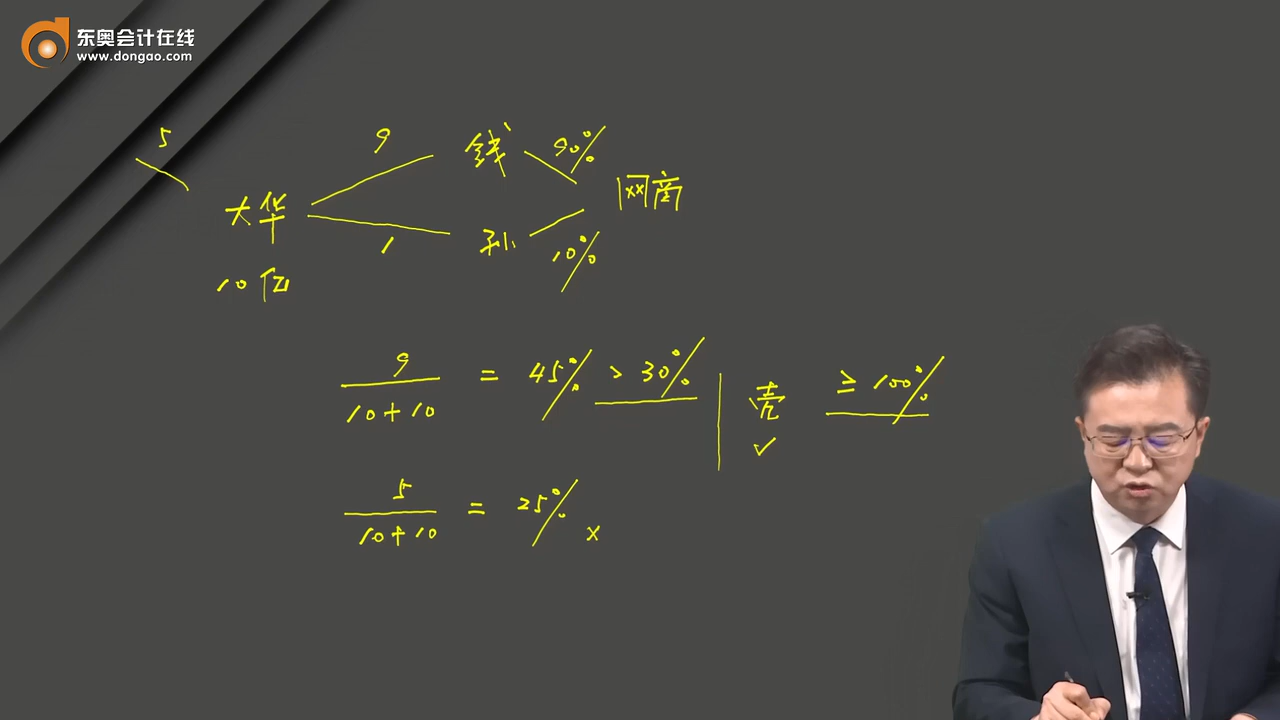 东奥会计在线
www.dongao.com
5
9
钱
90%
网商
大华
1
孙
10%
10亿
9
10+10
= 45% > 30%
壳
≥ 100%
✓
5
10+10
= 25% ×